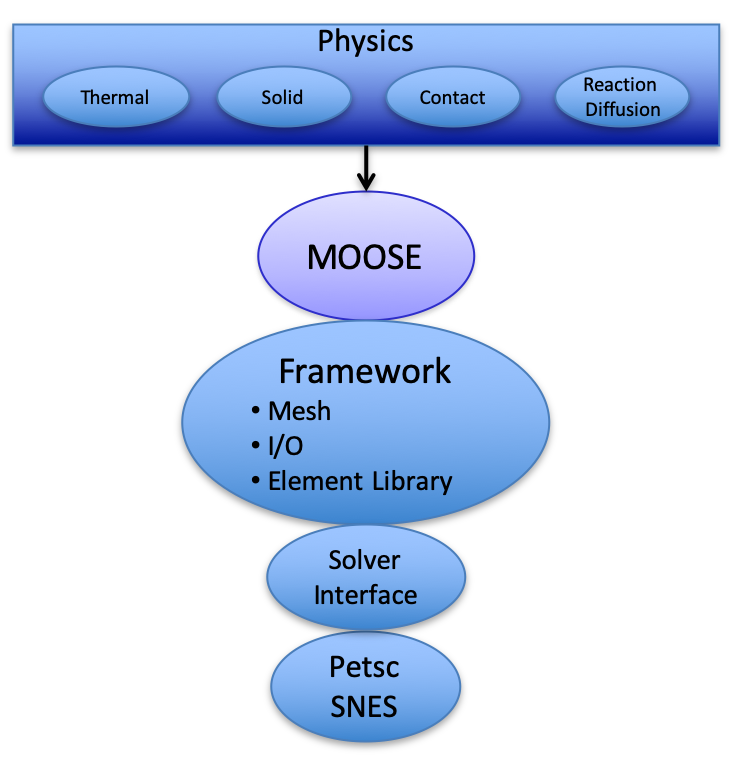 Physics
Thermal
Solid
Contact
Reaction
Diffusion
MOOSE
Framework
• Mesh
• I/O
• Element Library
Solver
Interface
Petsc
SNES